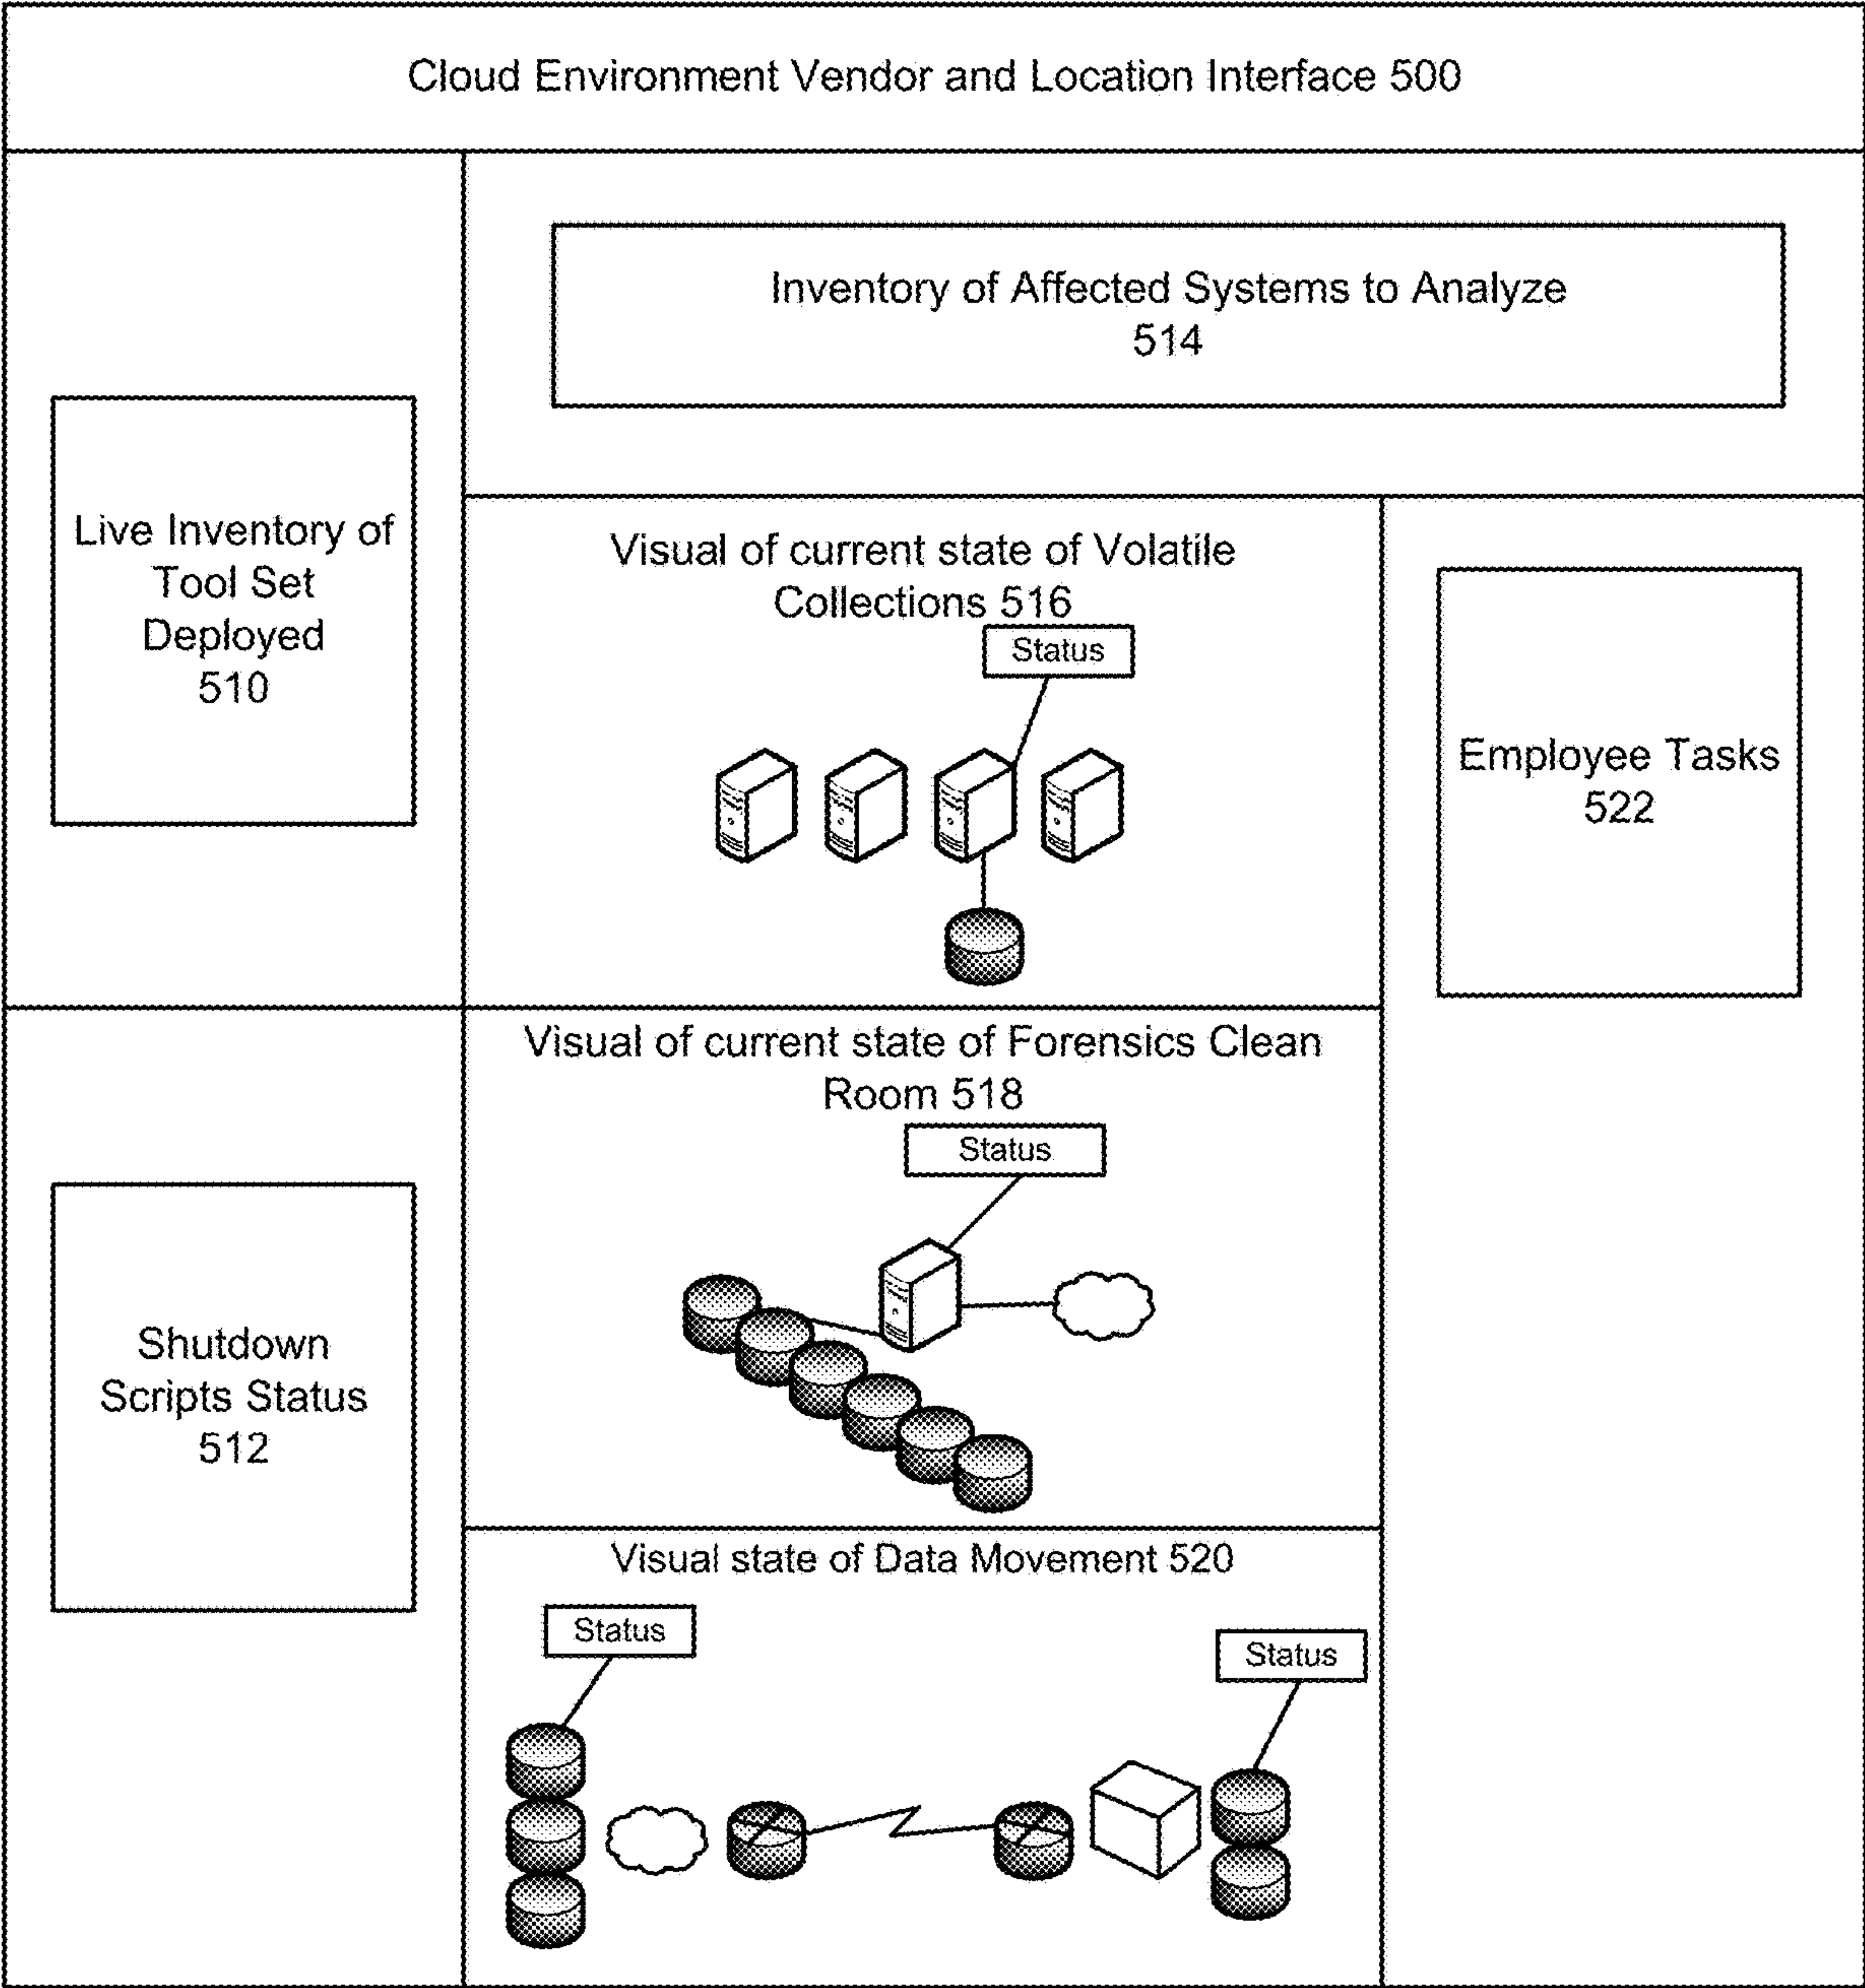 Cloud Environment Vendor and Location Interface 500
Inventory of Affected Systems to Analyze
514
Live Inventory of
Tool Set
Deployed
510
Visual of current state of Volatile
Collections 516
Status
Employee Tasks
522
Visual of current state of Forensics Clean
Room 518
Status
Shutdown
Scripts Status
512
Visual state of Data Movement 520
Status
Status